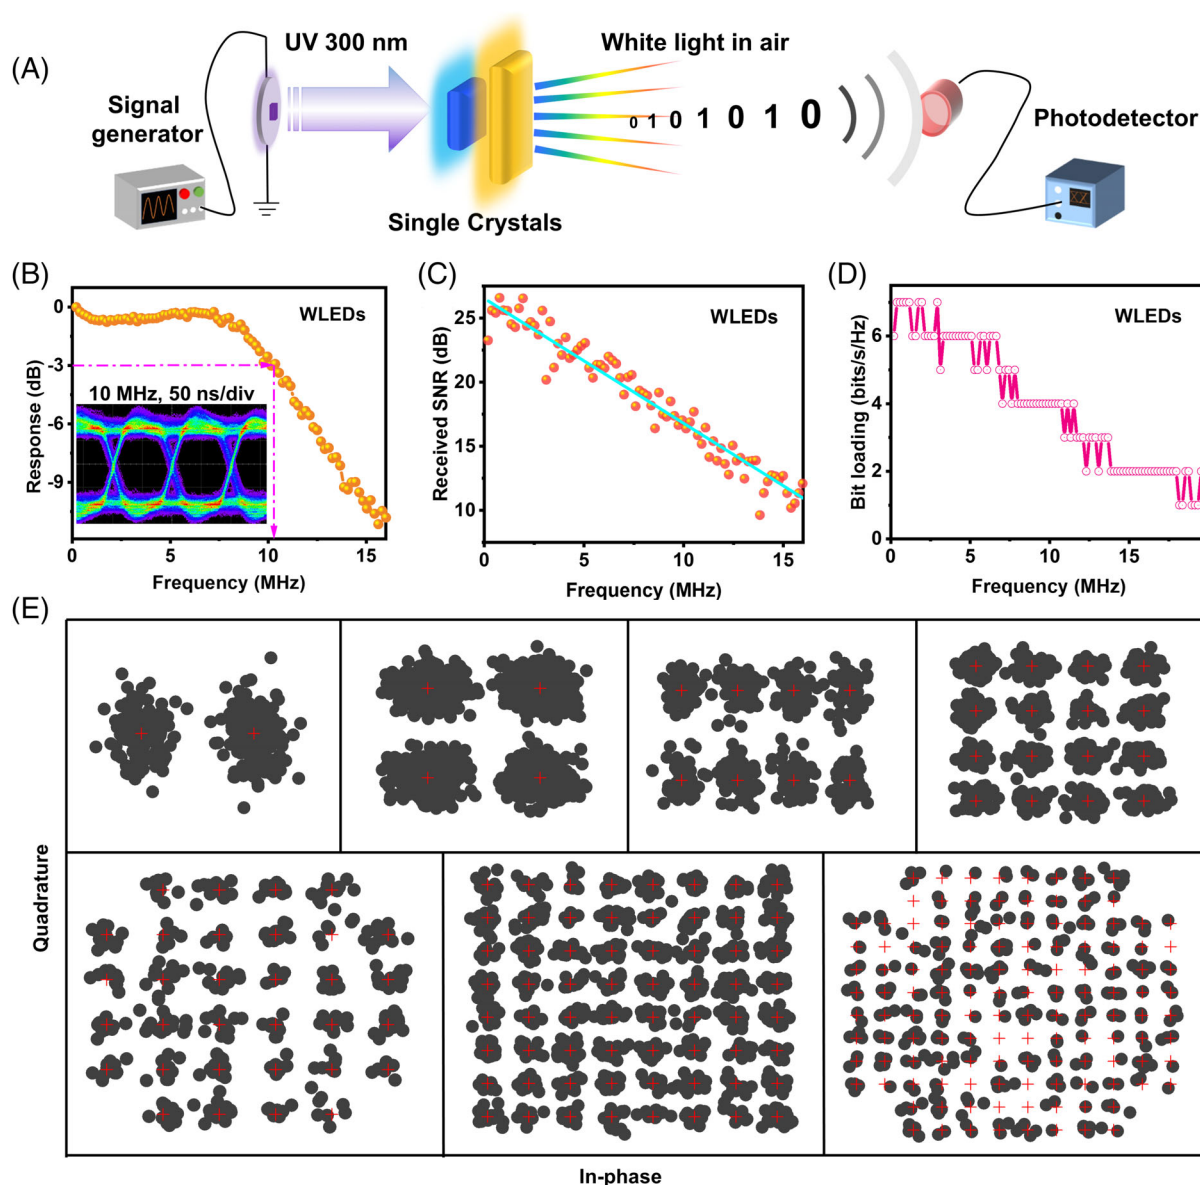 (A)
UV 300 nm
White light in air
Signal
generator
0 1 0 1 0 1 0
Photodetector
Single Crystals
(B)
0
-3
-6
-9
Response (dB)
WLEDs
10 MHz, 50 ns/div
0 5 10 15
Frequency (MHz)
(C)
25
20
15
10
Received SNR (dB)
WLEDs
0 5 10 15
Frequency (MHz)
(D)
6
4
2
0
Bit loading (bits/s/Hz)
WLEDs
0 5 10 15
Frequency (MHz)
(E)
Quadrature
In-phase